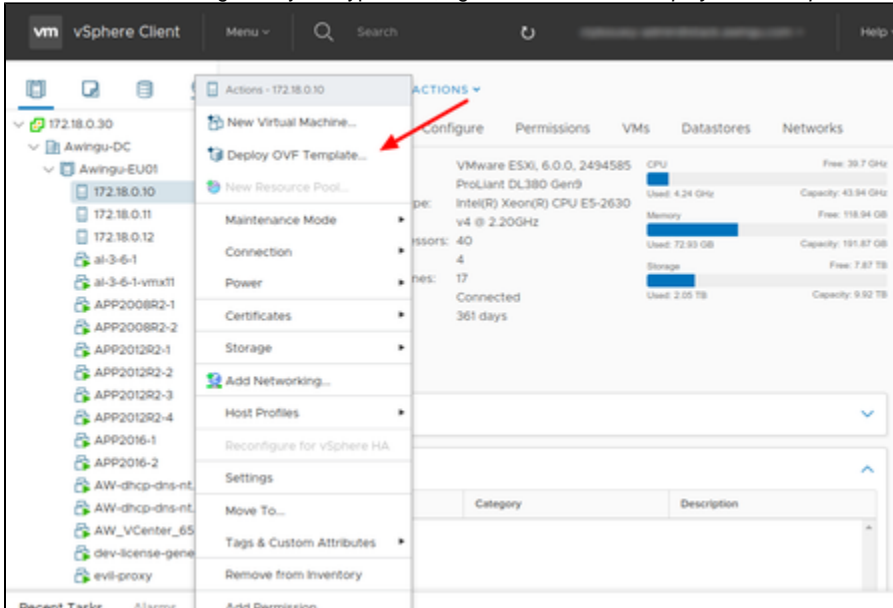 vm vSphere Client Menu Search Help
Actions - 172.18.0.10
ACTIONS
New Virtual Machine...
Deploy OVF Template...
New Resource Pool...
Maintenance Mode
Connection
Power
Certificates
Storage
Add Networking...
Host Profiles
Reconfigure for vSphere HA
Settings
Move To...
Tags & Custom Attributes
Remove from Inventory
Add Permission
172.18.0.30
Awingu-DC
Awingu-EU01
172.18.0.10
172.18.0.11
172.18.0.12
al-3-6-1
al-3-6-1-vmx11
APP2008R2-1
APP2008R2-2
APP2012R2-1
APP2012R2-2
APP2012R2-3
APP2012R2-4
APP2016-1
APP2016-2
AW-dhcp-dns-nt.
AW-dhcp-dns-nt.
AW_VCenter_65
dev-license-gene
evil-proxy
Configure Permissions VMs Datastores Networks
VMware ESXi, 6.0.0, 2494585
ProLiant DL380 Gen9
Intel(R) Xeon(R) CPU E5-2630
v4 @ 2.20GHz
40
4
17
Connected
361 days
CPU Free: 39.7 GHz
Used: 4.24 GHz Capacity: 43.94 GHz
Memory Free: 118.94 GB
Used: 72.93 GB Capacity: 191.87 GB
Storage Free: 7.87 TB
Used: 2.05 TB Capacity: 9.92 TB
Category Description
Recent Tasks Alarms